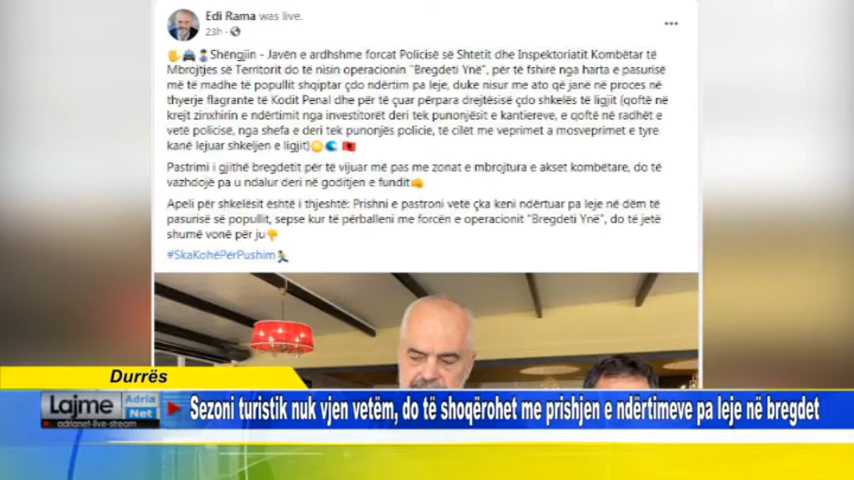 Edi Rama was live.
23h
Shëngjin - Javën e ardhshme forcat Policisë së Shtetit dhe Inspektoriatit Kombëtar të
Mbrojtjes së Territorit do të nisin operacionin "Bregdeti Ynë", për të fshirë nga harta e pasurisë
më të madhe të popullit shqiptar çdo ndërtim pa leje, duke nisur me ato që janë në proces në
thyerje flagrante të Kodit Penal dhe për të çuar përpara drejtësisë çdo shkelës të ligjit (qoftë në
krejt zinxhirin e ndërtimit nga investitorët deri tek punonjësit e kantiereve, e qoftë në radhët e
vetë policisë, nga shefa e deri tek punonjës policie, të cilët me veprimet a mosveprimet e tyre
kanë lejuar shkeljen e ligjit)
Pastrimi i gjithë bregdetit për të vijuar më pas me zonat e mbrojtura e akset kombëtare, do të
vazhdojë pa u ndalur deri në goditjen e fundit
Apeli për shkelësit është i thjeshtë: Prishni e pastroni vetë çka keni ndërtuar pa leje në dëm të
pasurisë së popullit, sepse kur të përballeni me forcën e operacionit "Bregdeti Ynë", do të jetë
shumë vonë për ju
#SkaKohëPërPushim
Durrës
Lajme Adria Net
Sezoni turistik nuk vjen vetëm, do të shoqërohet me prishjen e ndërtimeve pa leje në bregdet
adrianet-live-stream